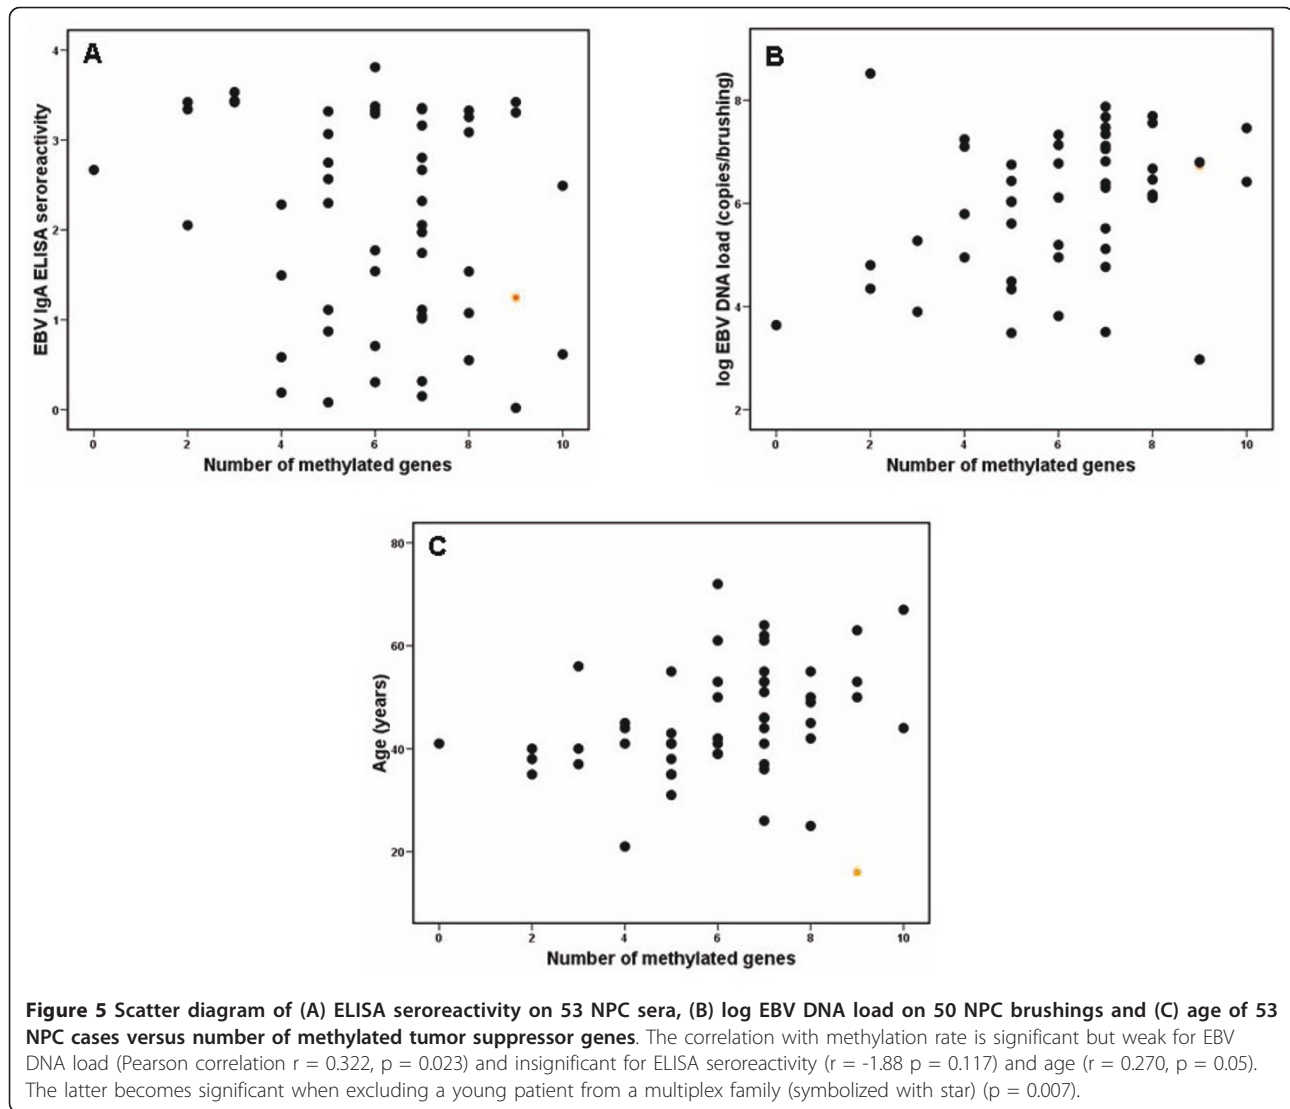 A
EBV IgA ELISA seroreactivity
4
3
2
1
0
0 2 4 6 8 10
Number of methylated genes
B
log EBV DNA load (copies/brushing)
8
6
4
2
0 2 4 6 8 10
Number of methylated genes
C
Age (years)
80
60
40
20
0 2 4 6 8 10
Number of methylated genes
Figure 5 Scatter diagram of (A) ELISA seroreactivity on 53 NPC sera, (B) log EBV DNA load on 50 NPC brushings and (C) age of 53
NPC cases versus number of methylated tumor suppressor genes. The correlation with methylation rate is significant but weak for EBV
DNA load (Pearson correlation r = 0.322, p = 0.023) and insignificant for ELISA seroreactivity (r = -1.88 p = 0.117) and age (r = 0.270, p = 0.05).
The latter becomes significant when excluding a young patient from a multiplex family (symbolized with star) (p = 0.007).